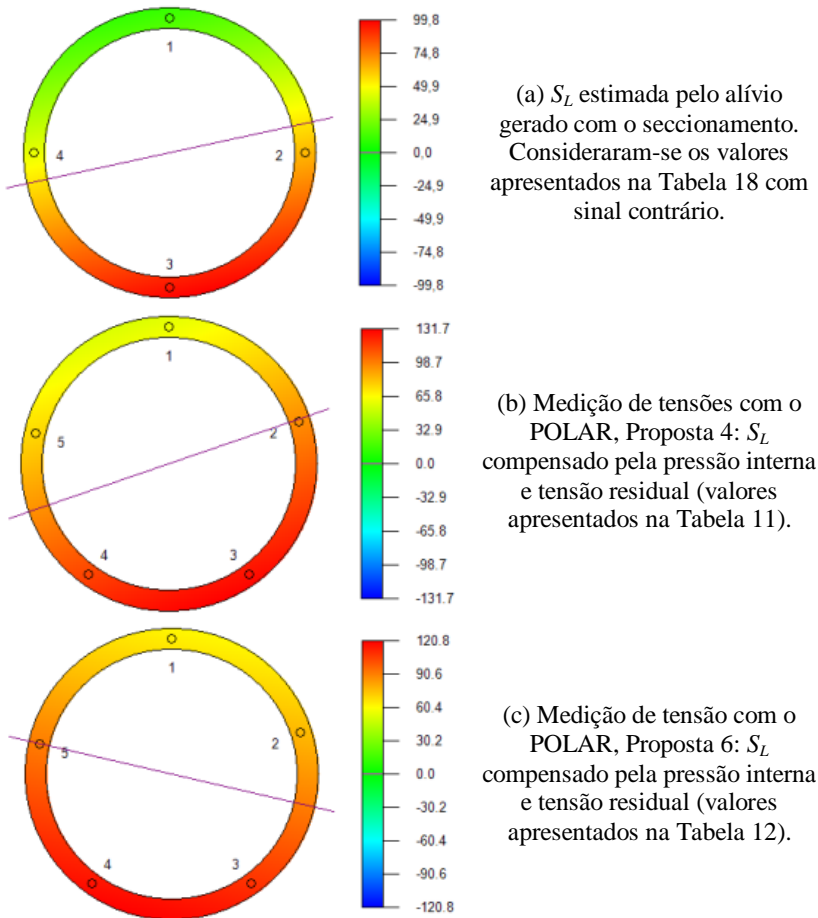 1
4
2
3
99,8
74,8
49,9
24,9
0,0
-24,9
-49,9
-74,8
-99,8
(a) S_L estimada pelo alívio
gerado com o seccionamento.
Consideraram-se os valores
apresentados na Tabela 18 com
sinal contrário.
1
5
2
4
3
131.7
98.7
65.8
32.9
0.0
-32.9
-65.8
-98.7
-131.7
(b) Medição de tensões com o
POLAR, Proposta 4: S_L
compensado pela pressão interna
e tensão residual (valores
apresentados na Tabela 11).
1
2
5
4
3
120.8
90.6
60.4
30.2
0.0
-30.2
-60.4
-90.6
-120.8
(c) Medição de tensão com o
POLAR, Proposta 6: S_L
compensado pela pressão interna
e tensão residual (valores
apresentados na Tabela 12).